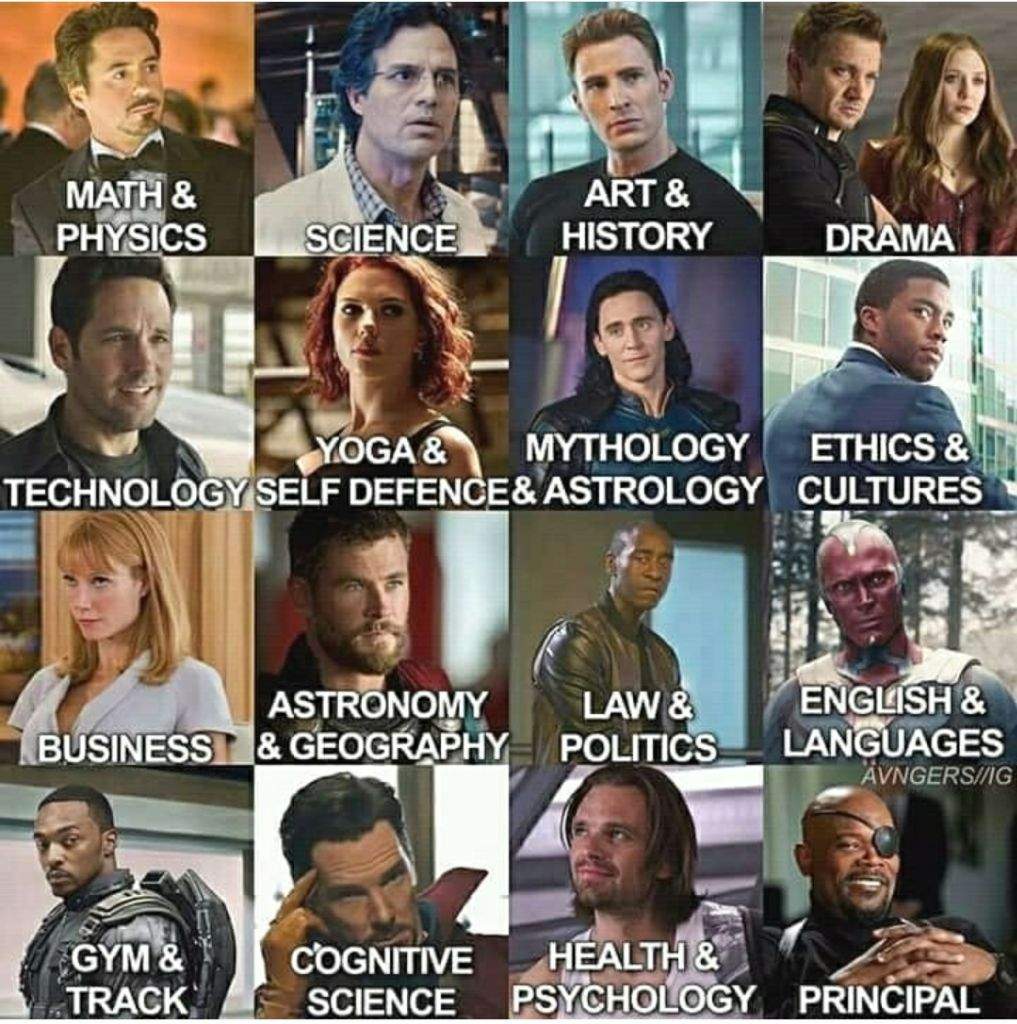 MATH &
PHYSICS
SCIENCE
ART &
HISTORY
DRAMA
TECHNOLOGY
YOGA &
SELF DEFENCE
MYTHOLOGY
& ASTROLOGY
ETHICS &
CULTURES
BUSINESS
ASTRONOMY
& GEOGRAPHY
LAW &
POLITICS
ENGLISH &
LANGUAGES
AVNGERS//IG
GYM &
TRACK
COGNITIVE
SCIENCE
HEALTH &
PSYCHOLOGY
PRINCIPAL